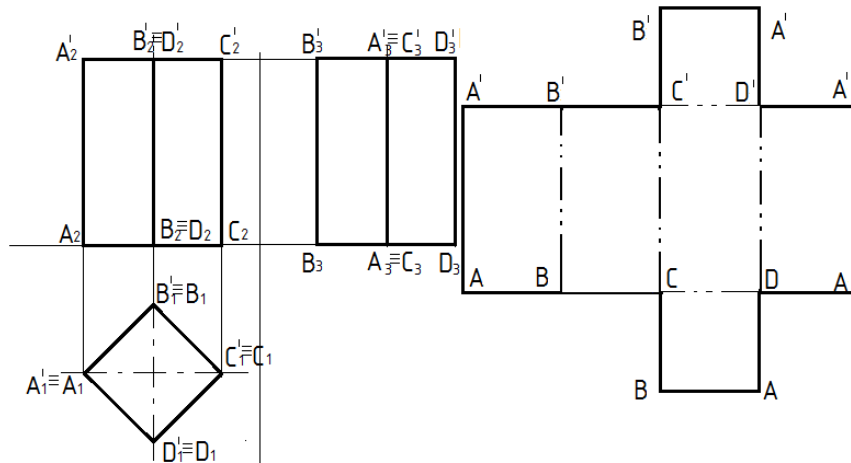 A'2 B'2≡D'2 C'2
B'3 A'3≡C'3 D'3
B' A'
A' B' C' D' A'
A2 B2≡D2 C2
B3 A3≡C3 D3
A B C D A
B'1≡B1
A'1≡A1 C'1≡C1
D'1≡D1
B A